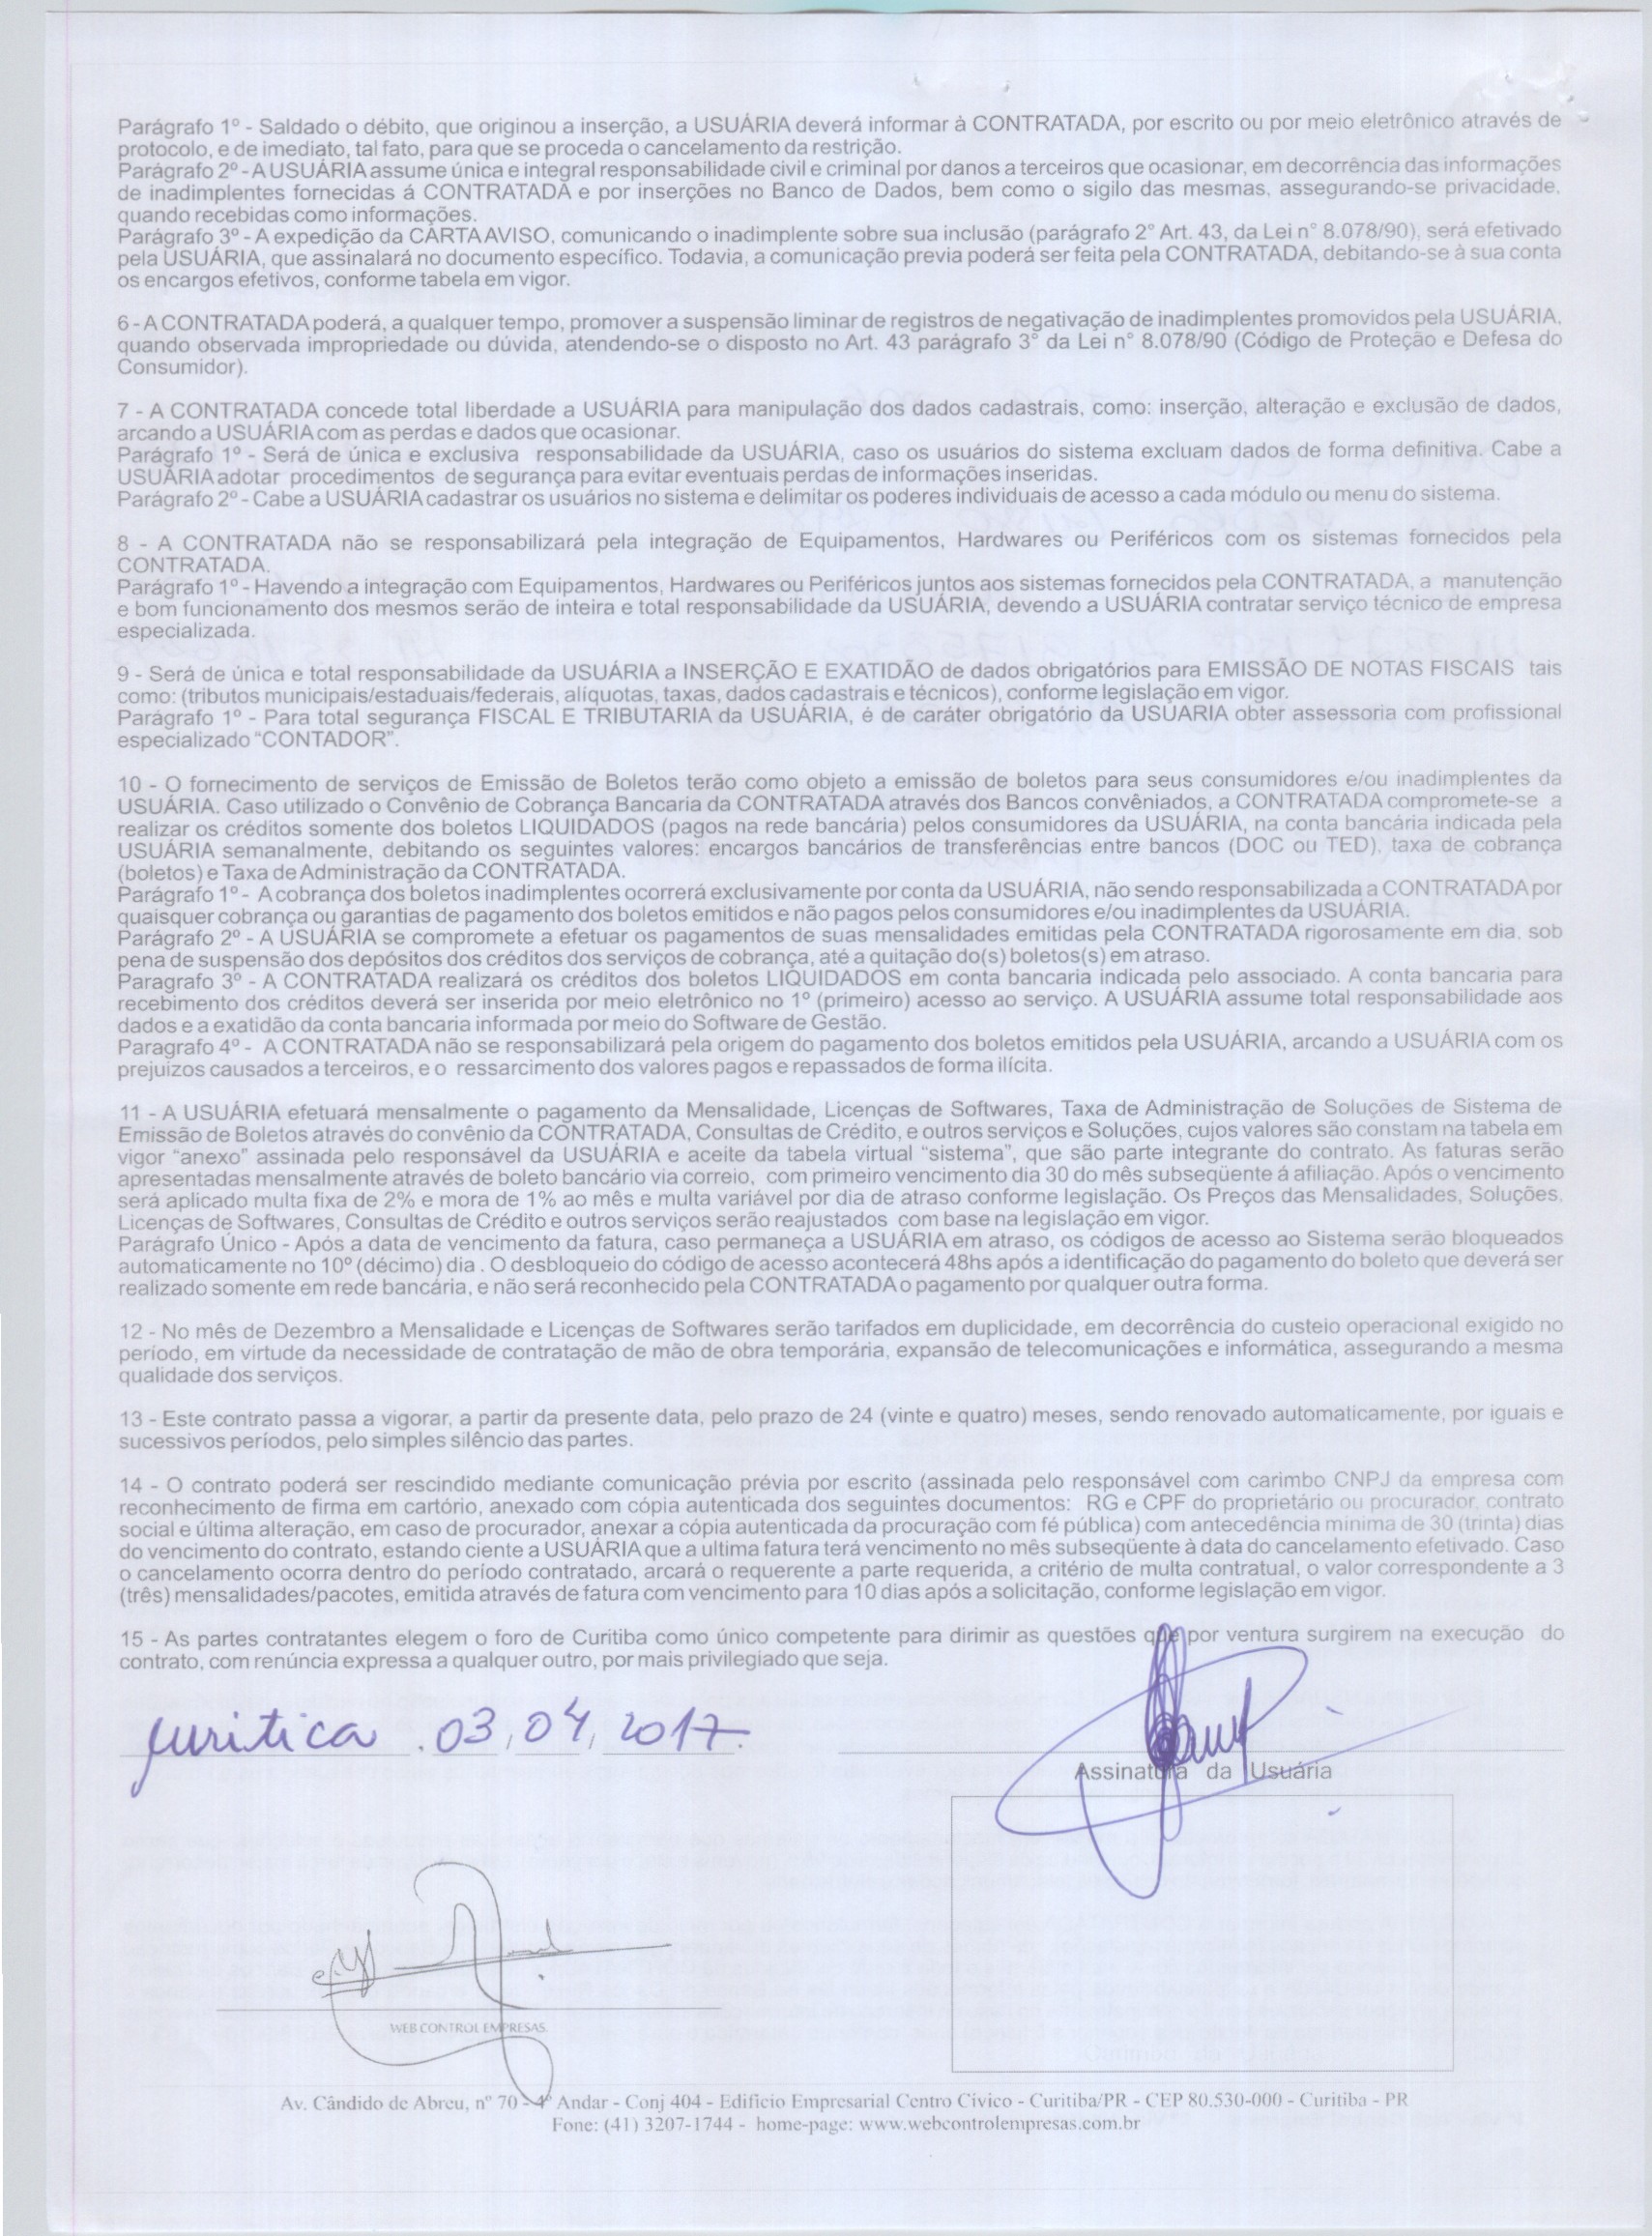 Parágrafo 1º - Saldado o débito, que originou a inserção, a USUÁRIA deverá informar à CONTRATADA, por escrito ou por meio eletrônico através de
protocolo, e de imediato, tal fato, para que se proceda o cancelamento da restrição.
Parágrafo 2º - A USUÁRIA assume única e integral responsabilidade civil e criminal por danos a terceiros que ocasionar, em decorrência das informações
de inadimplentes fornecidas á CONTRATADA e por inserções no Banco de Dados, bem como o sigilo das mesmas, assegurando-se privacidade,
quando recebidas como informações.
Parágrafo 3º - A expedição da CARTA AVISO, comunicando o inadimplente sobre sua inclusão (parágrafo 2° Art. 43, da Lei n° 8.078/90), será efetivado
pela USUÁRIA, que assinalará no documento específico. Todavia, a comunicação previa poderá ser feita pela CONTRATADA, debitando-se à sua conta
os encargos efetivos, conforme tabela em vigor.
6 - A CONTRATADA poderá, a qualquer tempo, promover a suspensão liminar de registros de negativação de inadimplentes promovidos pela USUÁRIA,
quando observada impropriedade ou dúvida, atendendo-se o disposto no Art. 43 parágrafo 3° da Lei n° 8.078/90 (Código de Proteção e Defesa do
Consumidor).
7 - A CONTRATADA concede total liberdade a USUÁRIA para manipulação dos dados cadastrais, como: inserção, alteração e exclusão de dados,
arcando a USUÁRIA com as perdas e dados que ocasionar.
Parágrafo 1º - Será de única e exclusiva responsabilidade da USUÁRIA, caso os usuários do sistema excluam dados de forma definitiva. Cabe a
USUÁRIA adotar procedimentos de segurança para evitar eventuais perdas de informações inseridas.
Parágrafo 2º - Cabe a USUÁRIA cadastrar os usuários no sistema e delimitar os poderes individuais de acesso a cada módulo ou menu do sistema.
8 - A CONTRATADA não se responsabilizará pela integração de Equipamentos, Hardwares ou Periféricos com os sistemas fornecidos pela
CONTRATADA.
Parágrafo 1º - Havendo a integração com Equipamentos, Hardwares ou Periféricos juntos aos sistemas fornecidos pela CONTRATADA, a manutenção
e bom funcionamento dos mesmos serão de inteira e total responsabilidade da USUÁRIA, devendo a USUÁRIA contratar serviço técnico de empresa
especializada.
9 - Será de única e total responsabilidade da USUÁRIA a INSERÇÃO E EXATIDÃO de dados obrigatórios para EMISSÃO DE NOTAS FISCAIS tais
como: (tributos municipais/estaduais/federais, alíquotas, taxas, dados cadastrais e técnicos), conforme legislação em vigor.
Parágrafo 1º - Para total segurança FISCAL E TRIBUTARIA da USUÁRIA, é de caráter obrigatório da USUARIA obter assessoria com profissional
especializado “CONTADOR”.
10 - O fornecimento de serviços de Emissão de Boletos terão como objeto a emissão de boletos para seus consumidores e/ou inadimplentes da
USUÁRIA. Caso utilizado o Convênio de Cobrança Bancaria da CONTRATADA através dos Bancos convêniados, a CONTRATADA compromete-se a
realizar os créditos somente dos boletos LIQUIDADOS (pagos na rede bancária) pelos consumidores da USUÁRIA, na conta bancária indicada pela
USUÁRIA semanalmente, debitando os seguintes valores: encargos bancários de transferências entre bancos (DOC ou TED), taxa de cobrança
(boletos) e Taxa de Administração da CONTRATADA.
Parágrafo 1º - A cobrança dos boletos inadimplentes ocorrerá exclusivamente por conta da USUÁRIA, não sendo responsabilizada a CONTRATADA por
quaisquer cobrança ou garantias de pagamento dos boletos emitidos e não pagos pelos consumidores e/ou inadimplentes da USUÁRIA.
Parágrafo 2º - A USUÁRIA se compromete a efetuar os pagamentos de suas mensalidades emitidas pela CONTRATADA rigorosamente em dia, sob
pena de suspensão dos depósitos dos créditos dos serviços de cobrança, até a quitação do(s) boletos(s) em atraso.
Paragrafo 3º - A CONTRATADA realizará os créditos dos boletos LIQUIDADOS em conta bancaria indicada pelo associado. A conta bancaria para
recebimento dos créditos deverá ser inserida por meio eletrônico no 1º (primeiro) acesso ao serviço. A USUÁRIA assume total responsabilidade aos
dados e a exatidão da conta bancaria informada por meio do Software de Gestão.
Paragrafo 4º - A CONTRATADA não se responsabilizará pela origem do pagamento dos boletos emitidos pela USUÁRIA, arcando a USUÁRIA com os
prejuízos causados a terceiros, e o ressarcimento dos valores pagos e repassados de forma ilícita.
11 - A USUÁRIA efetuará mensalmente o pagamento da Mensalidade, Licenças de Softwares, Taxa de Administração de Soluções de Sistema de
Emissão de Boletos através do convênio da CONTRATADA, Consultas de Crédito, e outros serviços e Soluções, cujos valores são constam na tabela em
vigor “anexo” assinada pelo responsável da USUÁRIA e aceite da tabela virtual “sistema”, que são parte integrante do contrato. As faturas serão
apresentadas mensalmente através de boleto bancário via correio, com primeiro vencimento dia 30 do mês subseqüente á afiliação. Após o vencimento
será aplicado multa fixa de 2% e mora de 1% ao mês e multa variável por dia de atraso conforme legislação. Os Preços das Mensalidades, Soluções,
Licenças de Softwares, Consultas de Crédito e outros serviços serão reajustados com base na legislação em vigor.
Parágrafo Único - Após a data de vencimento da fatura, caso permaneça a USUÁRIA em atraso, os códigos de acesso ao Sistema serão bloqueados
automaticamente no 10º (décimo) dia . O desbloqueio do código de acesso acontecerá 48hs após a identificação do pagamento do boleto que deverá ser
realizado somente em rede bancária, e não será reconhecido pela CONTRATADA o pagamento por qualquer outra forma.
12 - No mês de Dezembro a Mensalidade e Licenças de Softwares serão tarifados em duplicidade, em decorrência do custeio operacional exigido no
período, em virtude da necessidade de contratação de mão de obra temporária, expansão de telecomunicações e informática, assegurando a mesma
qualidade dos serviços.
13 - Este contrato passa a vigorar, a partir da presente data, pelo prazo de 24 (vinte e quatro) meses, sendo renovado automaticamente, por iguais e
sucessivos períodos, pelo simples silêncio das partes.
14 - O contrato poderá ser rescindido mediante comunicação prévia por escrito (assinada pelo responsável com carimbo CNPJ da empresa com
reconhecimento de firma em cartório, anexado com cópia autenticada dos seguintes documentos: RG e CPF do proprietário ou procurador, contrato
social e última alteração, em caso de procurador, anexar a cópia autenticada da procuração com fé pública) com antecedência mínima de 30 (trinta) dias
do vencimento do contrato, estando ciente a USUÁRIA que a ultima fatura terá vencimento no mês subseqüente à data do cancelamento efetivado. Caso
o cancelamento ocorra dentro do período contratado, arcará o requerente a parte requerida, a critério de multa contratual, o valor correspondente a 3
(três) mensalidades/pacotes, emitida através de fatura com vencimento para 10 dias após a solicitação, conforme legislação em vigor.
15 - As partes contratantes elegem o foro de Curitiba como único competente para dirimir as questões que por ventura surgirem na execução do
contrato, com renúncia expressa a qualquer outro, por mais privilegiado que seja.
Curitica . 03, 04, 2017.
Assinatura da Usuária
WEB CONTROL EMPRESAS
Av. Cândido de Abreu, nº 70 - 4º Andar - Conj 404 - Edificio Empresarial Centro Cívico - Curitiba/PR - CEP 80.530-000 - Curitiba - PR
Fone: (41) 3207-1744 - home-page: www.webcontrolempresas.com.br